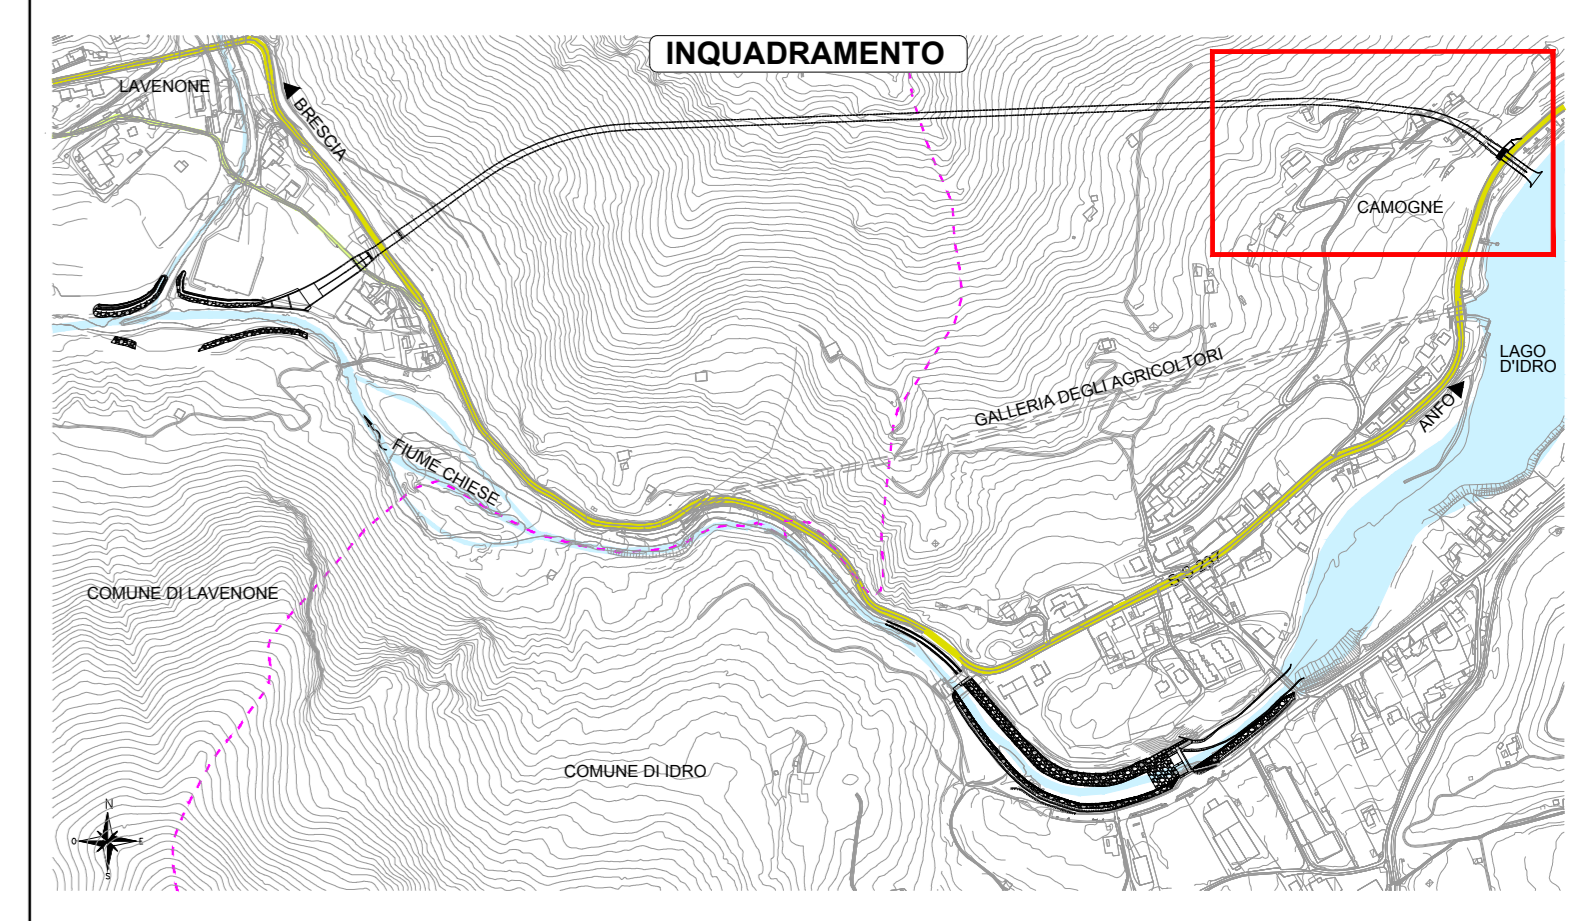 INQUADRAMENTO
LAVENONE
BRESCIA
CAMOGNE
LAGO
D'IDRO
GALLERIA DEGLI AGRICOLTORI
ANFO
FIUME CHIESE
COMUNE DI LAVENONE
COMUNE DI IDRO
N
O
E
S